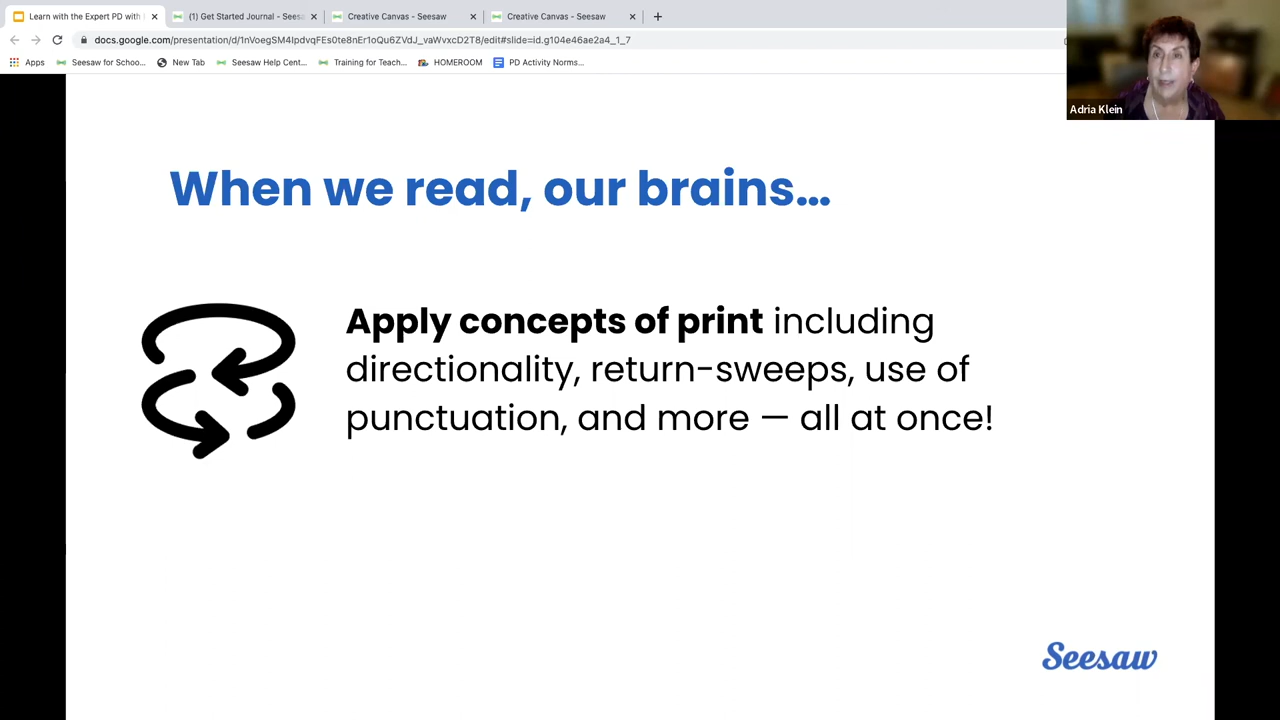 Learn with the Expert PD with
(1) Get Started Journal - Sees
Creative Canvas - Seesaw
Creative Canvas - Seesaw
docs.google.com/presentation/d/1nVoegSM4IpdvqFEs0te8nEr1oQu6ZVdJ_vaWvxcD2T8/edit#slide=id.g104e46ae2a4_1_7
Apps
Seesaw for Schoo...
New Tab
Seesaw Help Cent...
Training for Teach...
HOMEROOM
PD Activity Norms...
Adria Klein
When we read, our brains...
Apply concepts of print including
directionality, return-sweeps, use of
punctuation, and more — all at once!
Seesaw